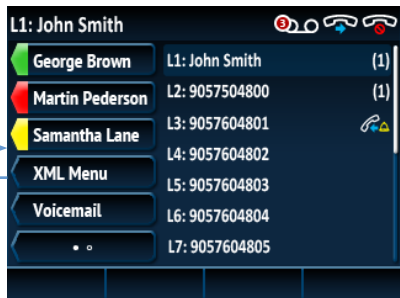 L1: John Smith
3
George Brown
L1: John Smith (1)
Martin Pederson
L2: 9057504800 (1)
Samantha Lane
L3: 9057604801
L4: 9057604802
XML Menu
L5: 9057604803
Voicemail
L6: 9057604804
L7: 9057604805